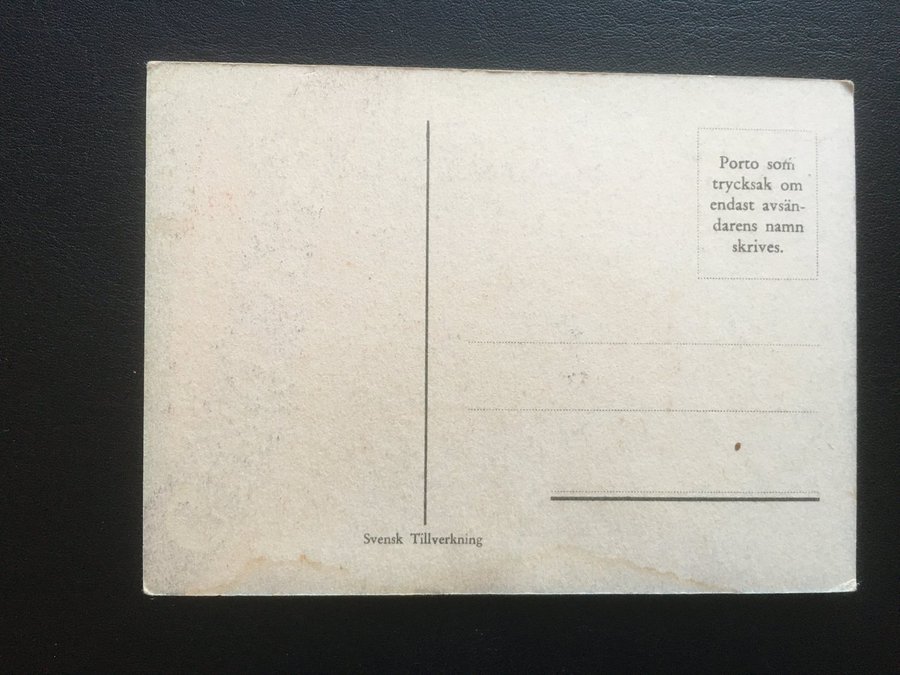 Porto som
trycksak om
endast avsän-
darens namn
skrives.
Svensk Tillverkning